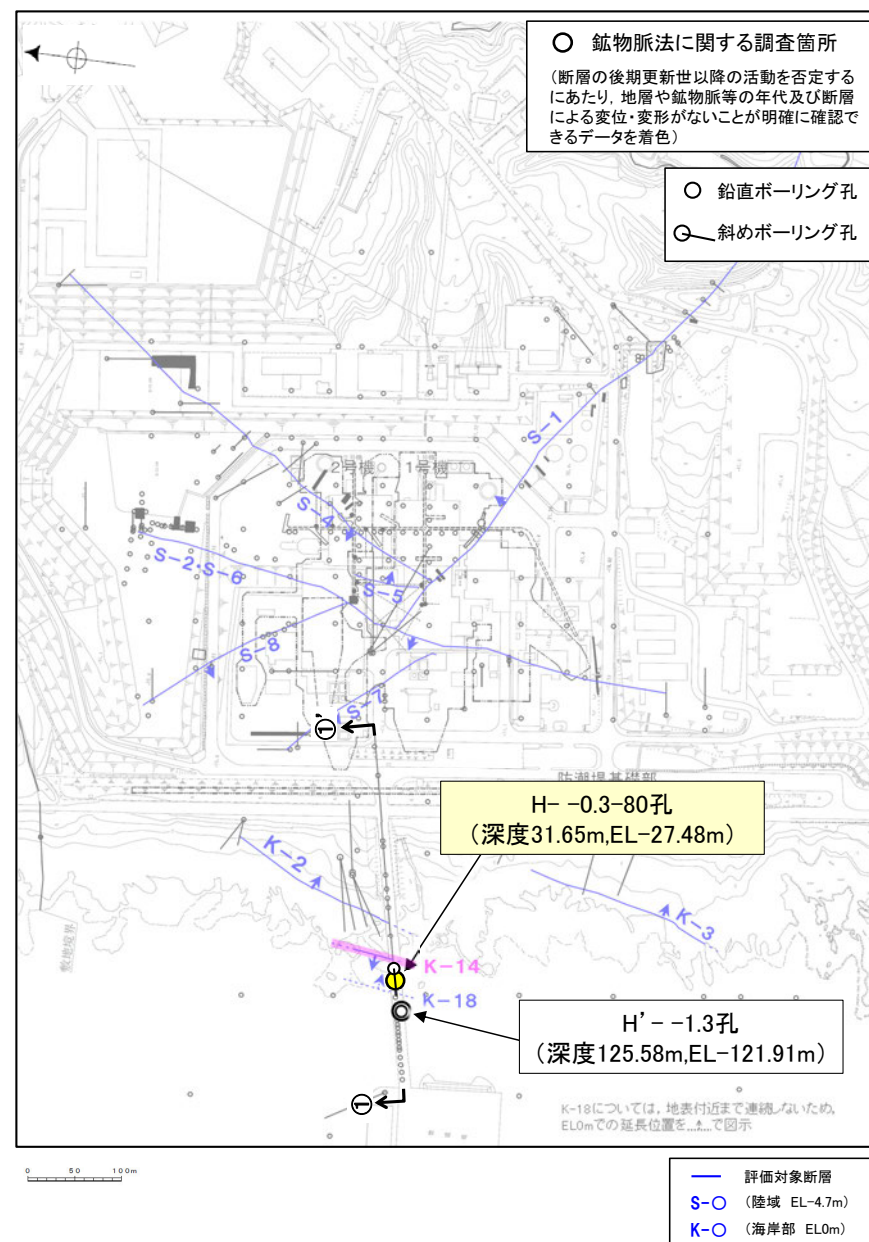 ○ 鉱物脈法に関する調査箇所
(断層の後期更新世以降の活動を否定する
にあたり，地層や鉱物脈等の年代及び断層
による変位・変形がないことが明確に確認で
きるデータを着色)
○ 鉛直ボーリング孔
斜めボーリング孔
S-1
2号機
1号機
S-4
S-2・S-6
S-5
S-8
S-7
①’
防潮堤基礎部
H- -0.3-80孔
(深度31.65m,EL-27.48m)
K-2
K-3
敷地境界
K-14
K-18
H’- -1.3孔
(深度125.58m,EL-121.91m)
①
K-18については，地表付近まで連続しないため，
EL0mでの延長位置を...▲...で図示
0 50 100m
評価対象断層
S-○ (陸域 EL-4.7m)
K-○ (海岸部 EL0m)